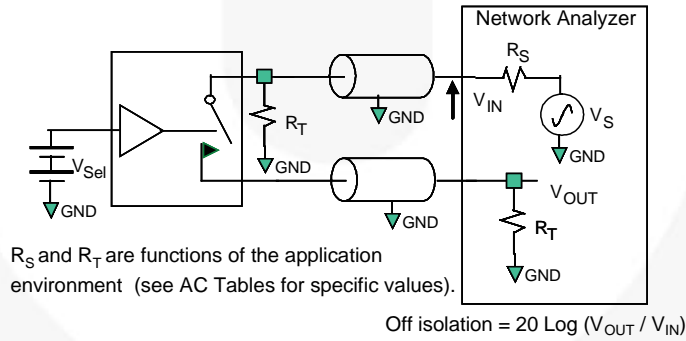 Network Analyzer
RS
VIN
VS
GND
RT
GND
GND
GND
VSel
GND
VOUT
RT
GND
GND
RS and RT are functions of the application
environment (see AC Tables for specific values).
Off isolation = 20 Log (VOUT / VIN)